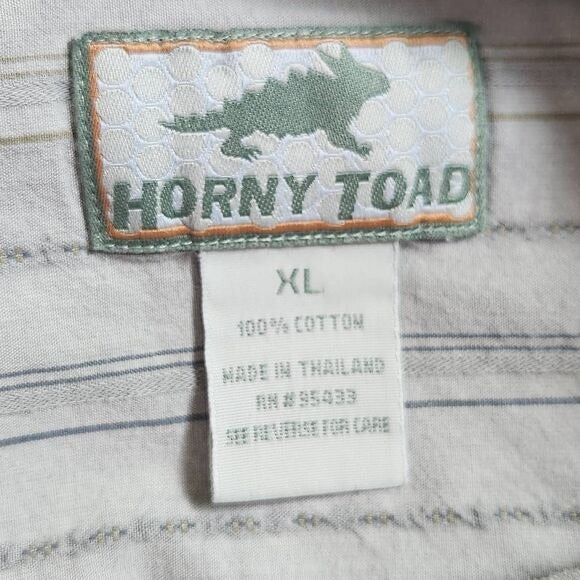 HORNY TOAD
XL
100% COTTON
MADE IN THAILAND
RN # 95433
SEE REVERSE FOR CARE